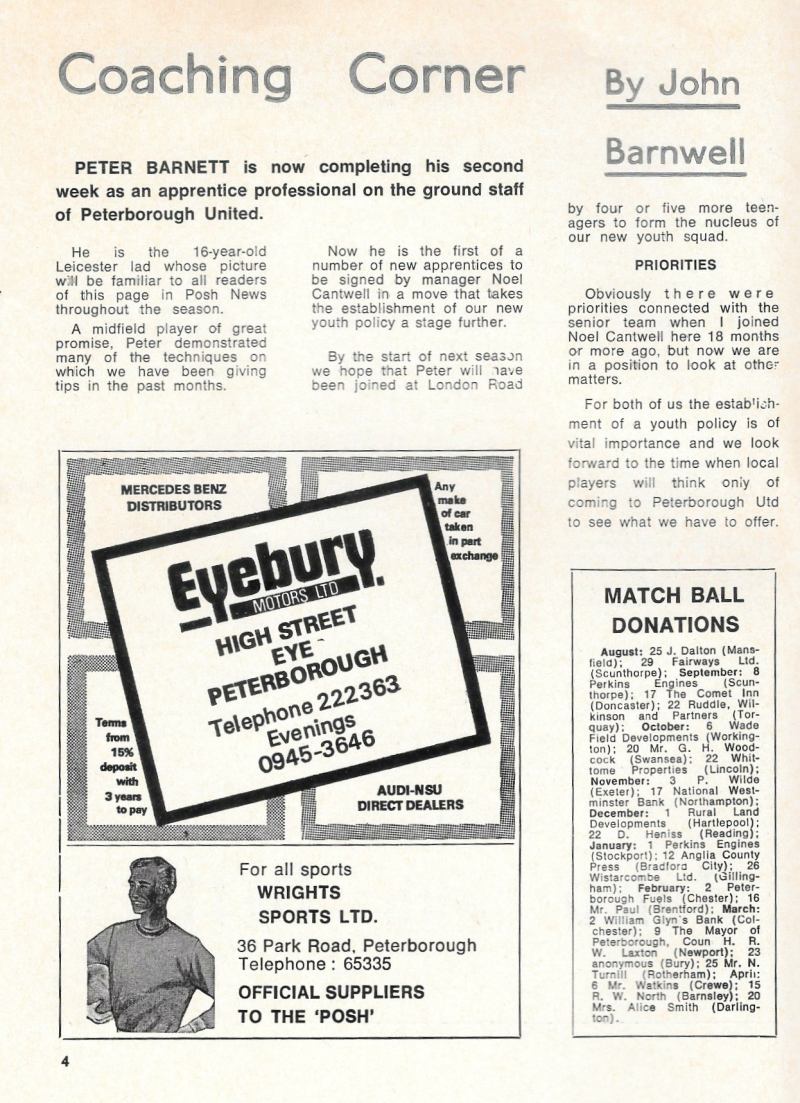 Coaching Corner
By John
Barnwell
PETER BARNETT is now completing his second
week as an apprentice professional on the ground staff
of Peterborough United.
He is the 16-year-old
Leicester lad whose picture
will be familiar to all readers
of this page in Posh News
throughout the season.
A midfield player of great
promise, Peter demonstrated
many of the techniques on
which we have been giving
tips in the past months.
Now he is the first of a
number of new apprentices to
be signed by manager Noel
Cantwell in a move that takes
the establishment of our new
youth policy a stage further.
By the start of next season
we hope that Peter will have
been joined at London Road
by four or five more teen-
agers to form the nucleus of
our new youth squad.
PRIORITIES
Obviously there were
priorities connected with the
senior team when I joined
Noel Cantwell here 18 months
or more ago, but now we are
in a position to look at other
matters.
For both of us the establish-
ment of a youth policy is of
vital importance and we look
forward to the time when local
players will think only of
coming to Peterborough Utd
to see what we have to offer.
MERCEDES BENZ
DISTRIBUTORS
Any
make
of car
taken
in part
exchange
Eyebury
MOTORS LTD.
HIGH STREET
EYE
PETERBOROUGH
Telephone 222363
Evenings
0945-3646
Terms
from
15%
deposit
with
3 years
to pay
AUDI-NSU
DIRECT DEALERS
For all sports
WRIGHTS
SPORTS LTD.
36 Park Road, Peterborough
Telephone : 65335
OFFICIAL SUPPLIERS
TO THE 'POSH'
MATCH BALL
DONATIONS
August: 25 J. Dalton (Mans-
field); 29 Fairways Ltd.
(Scunthorpe); September: 8
Perkins Engines (Scun-
thorpe); 17 The Comet Inn
(Doncaster); 22 Ruddle, Wil-
kinson and Partners (Tor-
quay); October: 6 Wade
Field Developments (Working-
ton); 20 Mr. G. H. Wood-
cock (Swansea); 22 Whit-
tome Properties (Lincoln);
November: 3 P. Wilde
(Exeter); 17 National West-
minster Bank (Northampton);
December: 1 Rural Land
Developments (Hartlepool);
22 D. Heniss (Reading);
January: 1 Perkins Engines
(Stockport); 12 Anglia County
Press (Bradford City); 26
Wistarcombe Ltd. (Gilling-
ham); February: 2 Peter-
borough Fuels (Chester); 16
Mr. Paul (Brentford); March:
2 William Glyn's Bank (Col-
chester); 9 The Mayor of
Peterborough, Coun H. R.
W. Laxton (Newport); 23
anonymous (Bury); 25 Mr. N.
Turnill (Rotherham); April:
6 Mr. Watkins (Crewe); 15
R. W. North (Barnsley); 20
Mrs. Alice Smith (Darling-
ton).
4